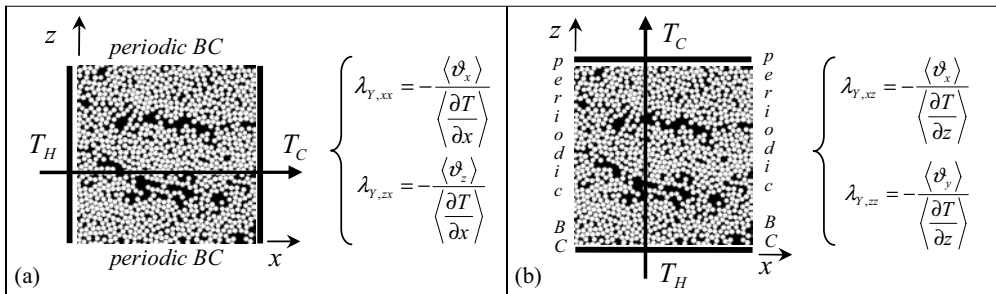 z
periodic BC
T_H
T_C
periodic BC
x
(a)
λ_{Y,xx} = -⟨ϑ_x⟩ / ⟨∂T/∂x⟩
λ_{Y,zx} = -⟨ϑ_z⟩ / ⟨∂T/∂x⟩
z
T_C
periodic BC
periodic BC
x
T_H
(b)
λ_{Y,xz} = -⟨ϑ_x⟩ / ⟨∂T/∂z⟩
λ_{Y,zz} = -⟨ϑ_y⟩ / ⟨∂T/∂z⟩